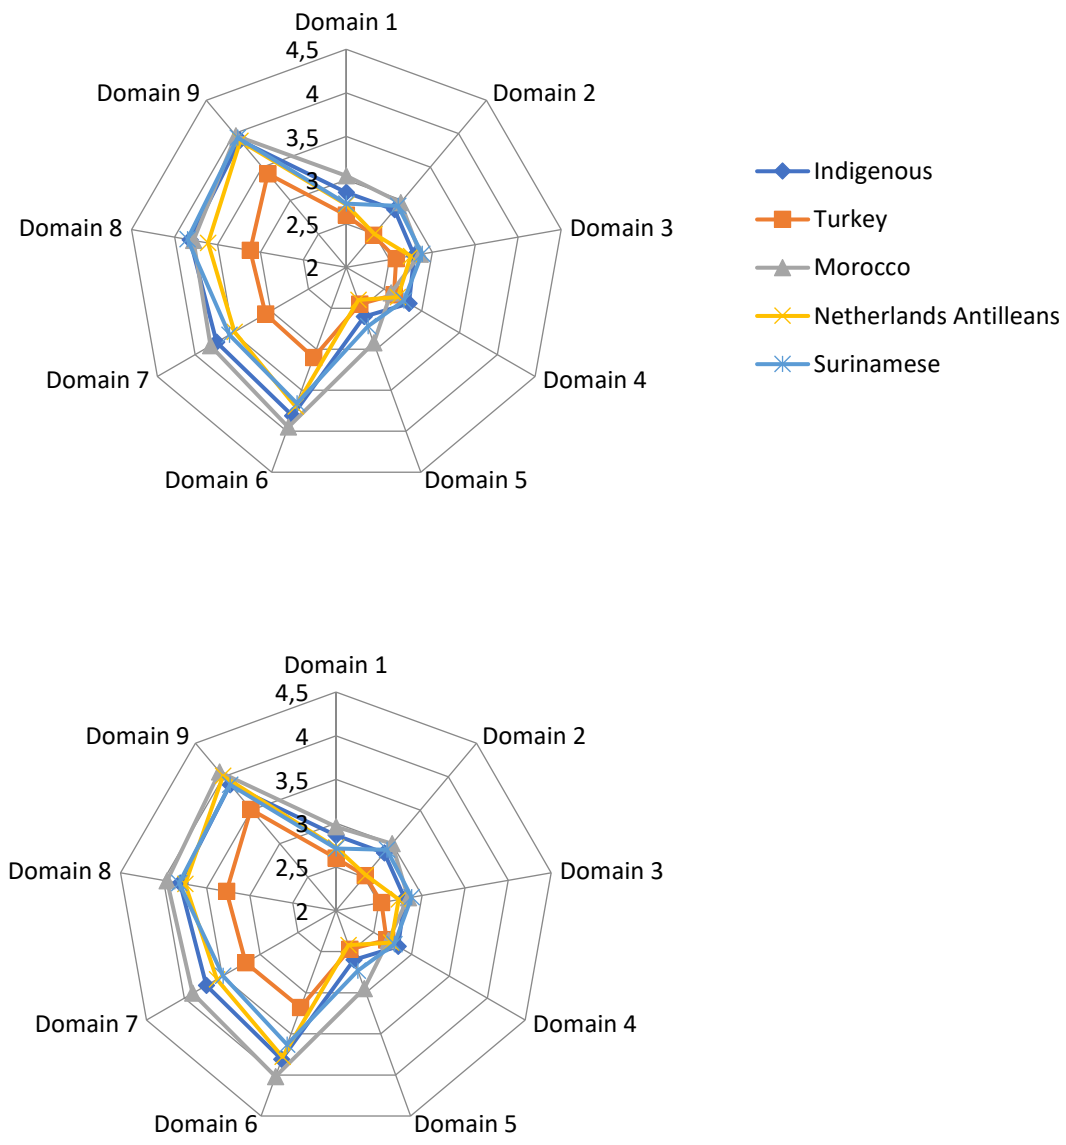 Domain 1
4,5
Domain 9
4
Domain 2
3,5
3
Indigenous
Turkey
2,5
Domain 8
Domain 3
2
Morocco
Netherlands Antilleans
Surinamese
Domain 7
Domain 4
Domain 6
Domain 5
Domain 1
4,5
Domain 9
4
Domain 2
3,5
3
2,5
Domain 8
Domain 3
2
Domain 7
Domain 4
Domain 6
Domain 5